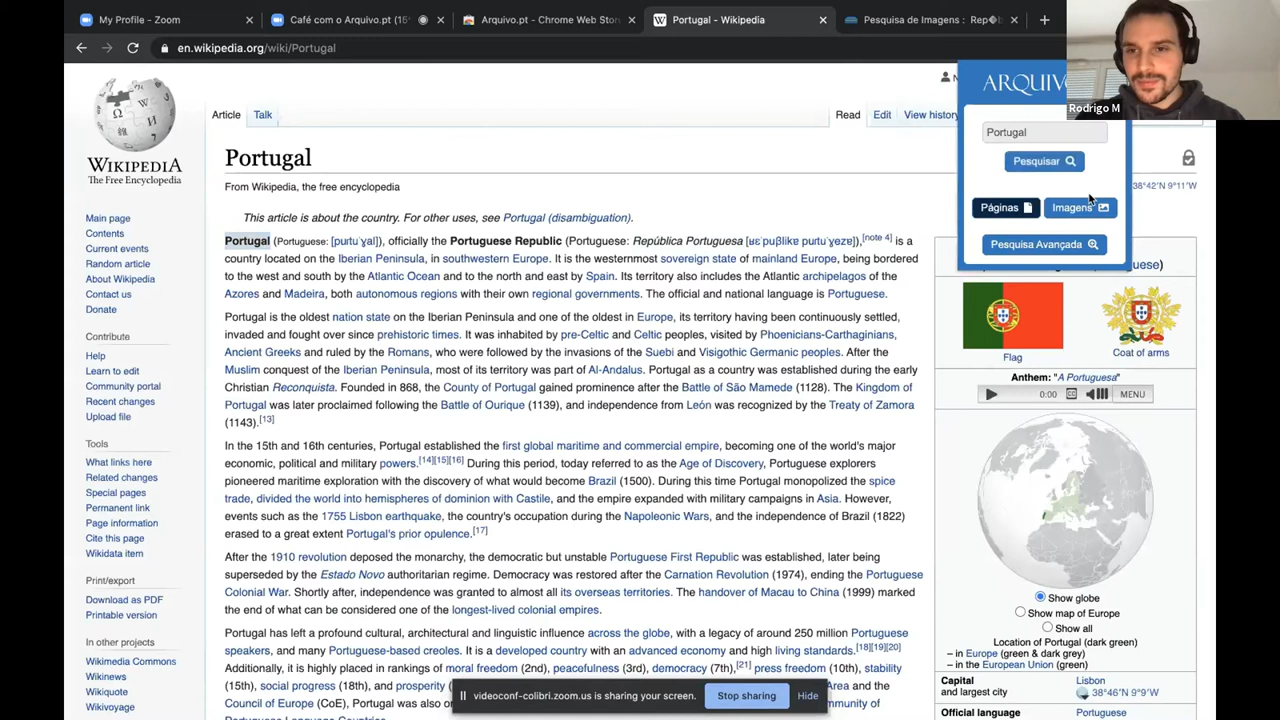 My Profile - Zoom
Café com o Arquivo.pt (15ª
Arquivo.pt - Chrome Web Stor
Portugal - Wikipedia
Pesquisa de Imagens : Rep�b
en.wikipedia.org/wiki/Portugal
Rodrigo M
ARQUIVO
Portugal
Pesquisar
Páginas
Imagens
Pesquisa Avançada
WIKIPEDIA
The Free Encyclopedia
Main page
Contents
Current events
Random article
About Wikipedia
Contact us
Donate
Contribute
Help
Learn to edit
Community portal
Recent changes
Upload file
Tools
What links here
Related changes
Special pages
Permanent link
Page information
Cite this page
Wikidata item
Print/export
Download as PDF
Printable version
In other projects
Wikimedia Commons
Wikinews
Wikiquote
Wikivoyage
Article
Talk
Read
Edit
View history
Portugal
38°42′N 9°11′W
From Wikipedia, the free encyclopedia
This article is about the country. For other uses, see Portugal (disambiguation).
Portugal (Portuguese: [puɾtuˈɣal]), officially the Portuguese Republic (Portuguese: República Portuguesa [ʁɛˈpuβlikɐ puɾtuˈɣezɐ]),[note 4] is a
country located on the Iberian Peninsula, in southwestern Europe. It is the westernmost sovereign state of mainland Europe, being bordered
to the west and south by the Atlantic Ocean and to the north and east by Spain. Its territory also includes the Atlantic archipelagos of the
Azores and Madeira, both autonomous regions with their own regional governments. The official and national language is Portuguese.
Portugal is the oldest nation state on the Iberian Peninsula and one of the oldest in Europe, its territory having been continuously settled,
invaded and fought over since prehistoric times. It was inhabited by pre-Celtic and Celtic peoples, visited by Phoenicians-Carthaginians,
Ancient Greeks and ruled by the Romans, who were followed by the invasions of the Suebi and Visigothic Germanic peoples. After the
Muslim conquest of the Iberian Peninsula, most of its territory was part of Al-Andalus. Portugal as a country was established during the early
Christian Reconquista. Founded in 868, the County of Portugal gained prominence after the Battle of São Mamede (1128). The Kingdom of
Portugal was later proclaimed following the Battle of Ourique (1139), and independence from León was recognized by the Treaty of Zamora
(1143).[13]
In the 15th and 16th centuries, Portugal established the first global maritime and commercial empire, becoming one of the world's major
economic, political and military powers.[14][15][16] During this period, today referred to as the Age of Discovery, Portuguese explorers
pioneered maritime exploration with the discovery of what would become Brazil (1500). During this time Portugal monopolized the spice
trade, divided the world into hemispheres of dominion with Castile, and the empire expanded with military campaigns in Asia. However,
events such as the 1755 Lisbon earthquake, the country's occupation during the Napoleonic Wars, and the independence of Brazil (1822)
erased to a great extent Portugal's prior opulence.[17]
After the 1910 revolution deposed the monarchy, the democratic but unstable Portuguese First Republic was established, later being
superseded by the Estado Novo authoritarian regime. Democracy was restored after the Carnation Revolution (1974), ending the Portuguese
Colonial War. Shortly after, independence was granted to almost all its overseas territories. The handover of Macau to China (1999) marked
the end of what can be considered one of the longest-lived colonial empires.
Portugal has left a profound cultural, architectural and linguistic influence across the globe, with a legacy of around 250 million Portuguese
speakers, and many Portuguese-based creoles. It is a developed country with an advanced economy and high living standards.[18][19][20]
Additionally, it is highly placed in rankings of moral freedom (2nd), peacefulness (3rd), democracy (7th),[21] press freedom (10th), stability
(15th), social progress (18th), and prosperity
Area and the
Council of Europe (CoE), Portugal was also o
mmunity of
Flag
Coat of arms
Anthem: "A Portuguesa"
0:00
MENU
Show globe
Show map of Europe
Show all
Location of Portugal (dark green)
– in Europe (green & dark grey)
– in the European Union (green)
Capital
and largest city
Lisbon
38°46′N 9°9′W
Official language
Portuguese
videoconf-colibri.zoom.us is sharing your screen.
Stop sharing
Hide